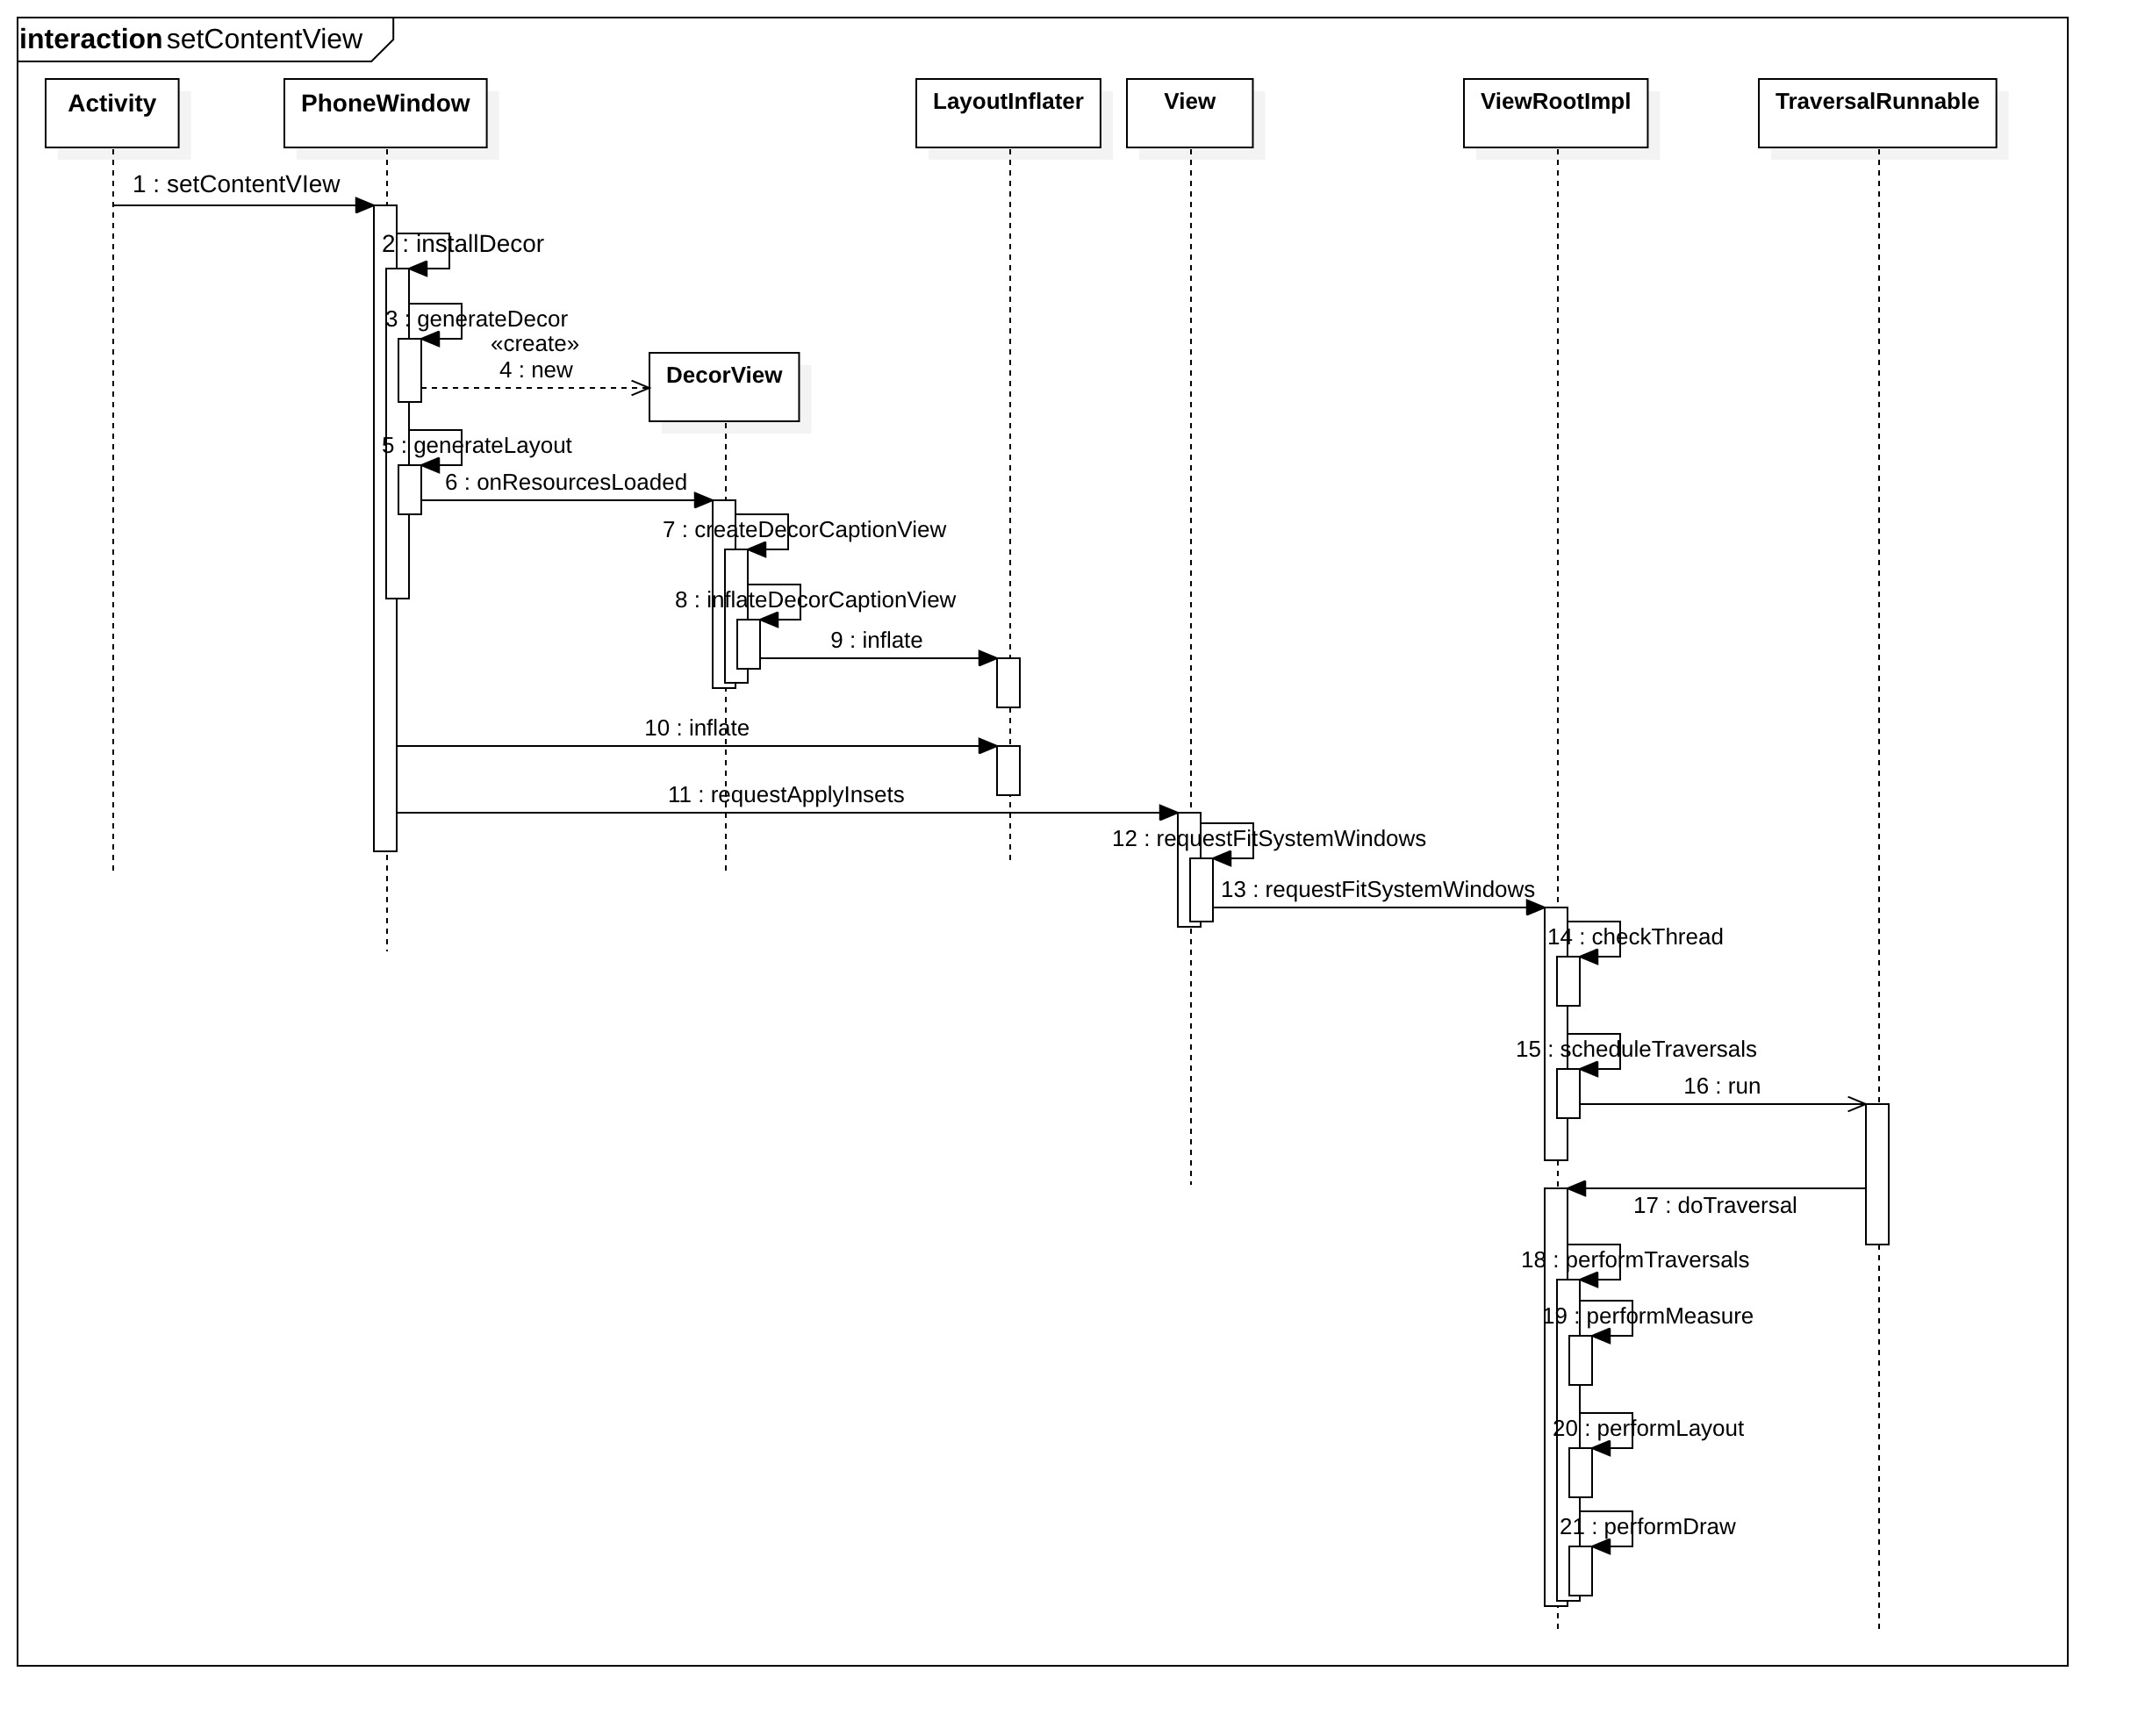 interaction setContentView
Activity
PhoneWindow
LayoutInflater
View
ViewRootImpl
TraversalRunnable
1 : setContentVIew
2 : installDecor
3 : generateDecor
«create»
4 : new
DecorView
5 : generateLayout
6 : onResourcesLoaded
7 : createDecorCaptionView
8 : inflateDecorCaptionView
9 : inflate
10 : inflate
11 : requestApplyInsets
12 : requestFitSystemWindows
13 : requestFitSystemWindows
14 : checkThread
15 : scheduleTraversals
16 : run
17 : doTraversal
18 : performTraversals
19 : performMeasure
20 : performLayout
21 : performDraw